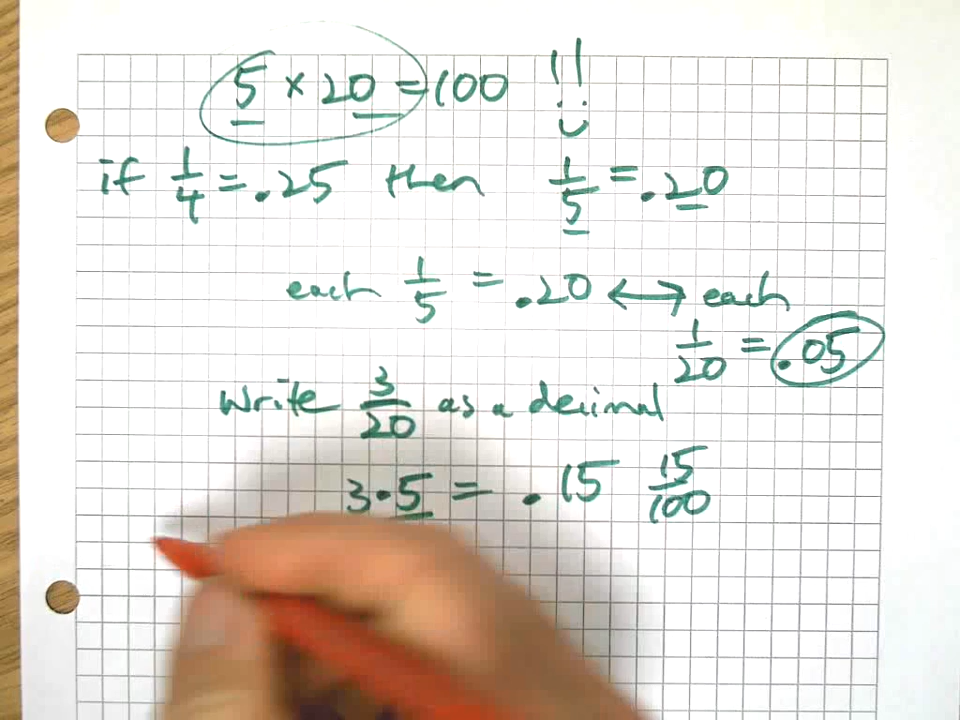 5 × 20 = 100 !!
if 1/4 = .25 then 1/5 = .20
each 1/5 = .20 ↔ each
1/20 = .05
Write 3/20 as a decimal
3·5 = .15 15/100